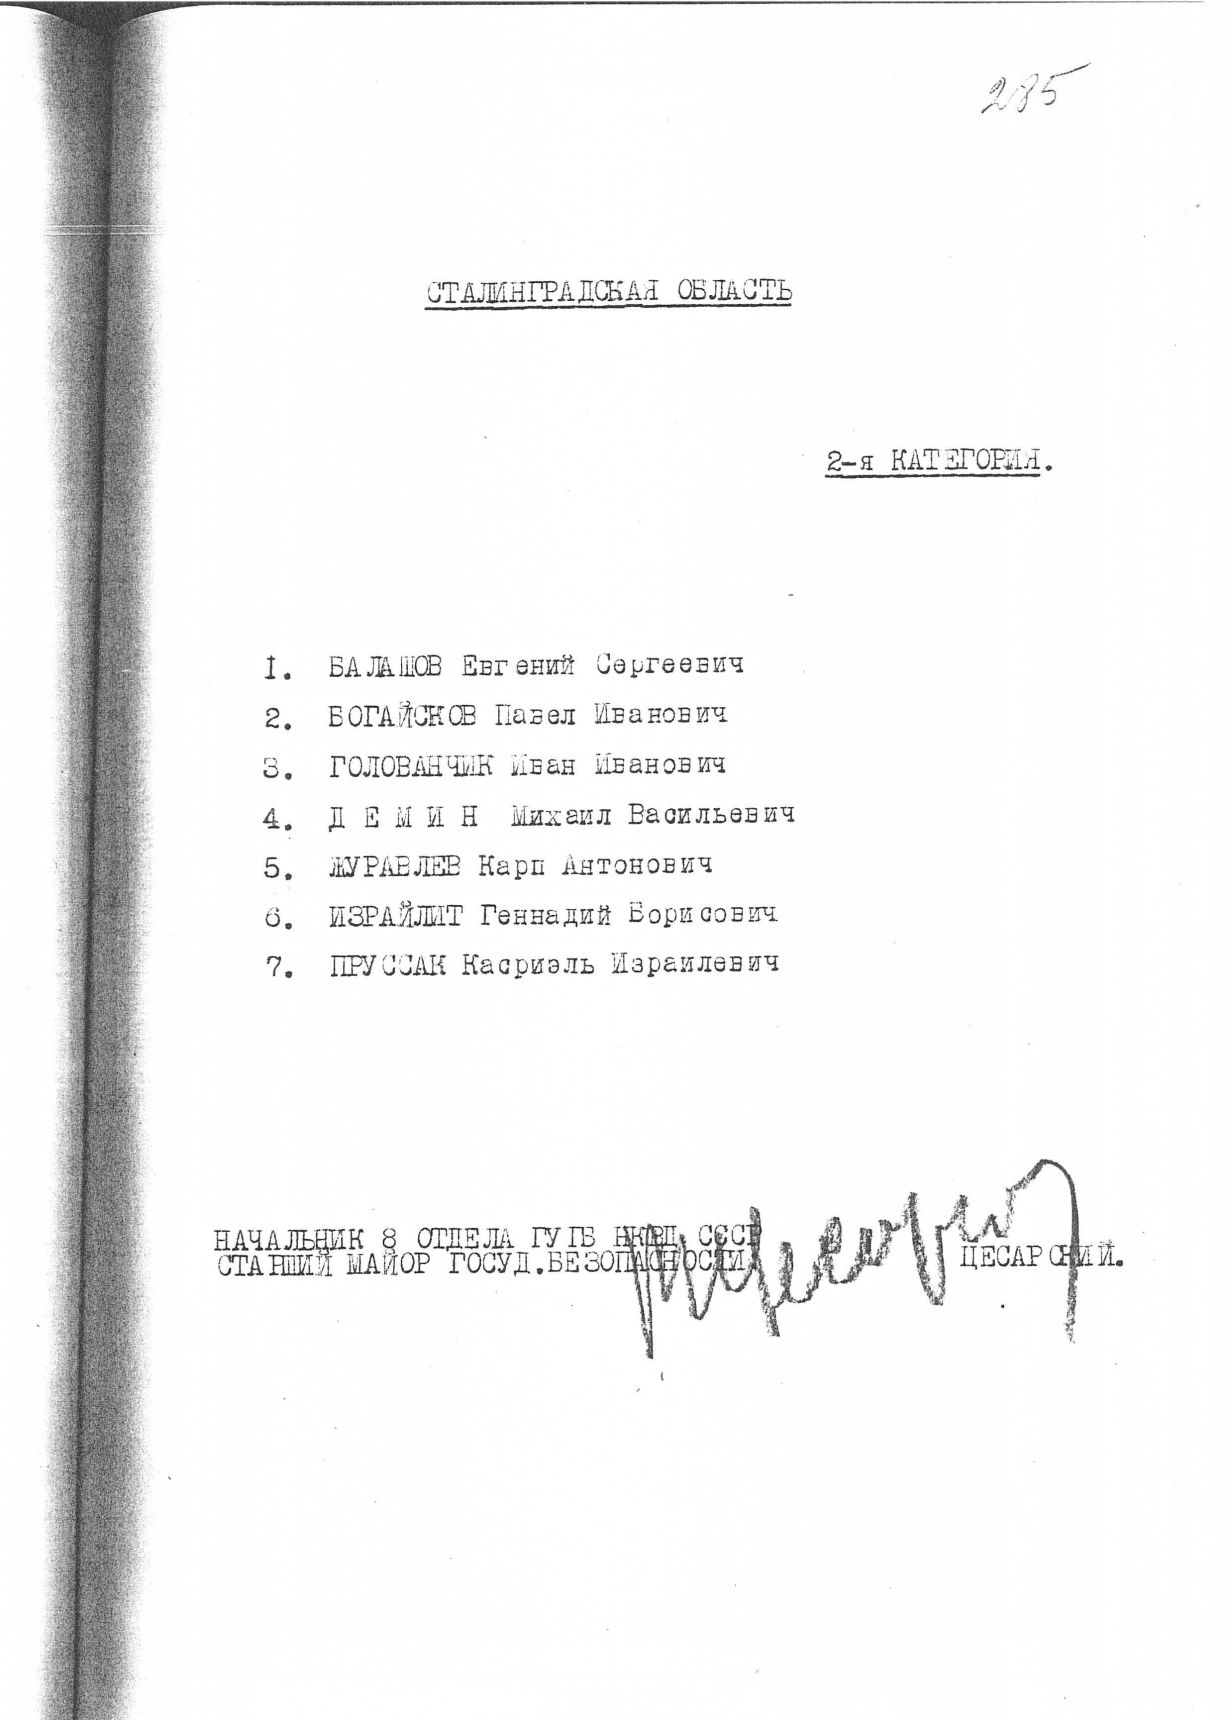 285
СТАЛИНГРАДСКАЯ ОБЛАСТЬ
2-я КАТЕГОРИЯ.
1. БАЛАШОВ Евгений Сергеевич
2. БОГАЙСКОВ Павел Иванович
3. ГОЛОВАНЧИК Иван Иванович
4. Д Е М И Н Михаил Васильевич
5. ЖУРАВЛЕВ Карп Антонович
6. ИЗРАЙЛИТ Геннадий Борисович
7. ПРУССАК Касриэль Израилевич
НАЧАЛЬНИК 8 ОТДЕЛА ГУГБ НКВД СССР
СТАРШИЙ МАЙОР ГОСУД.БЕЗОПАСНОСТИ ЦЕСАРСКИЙ.